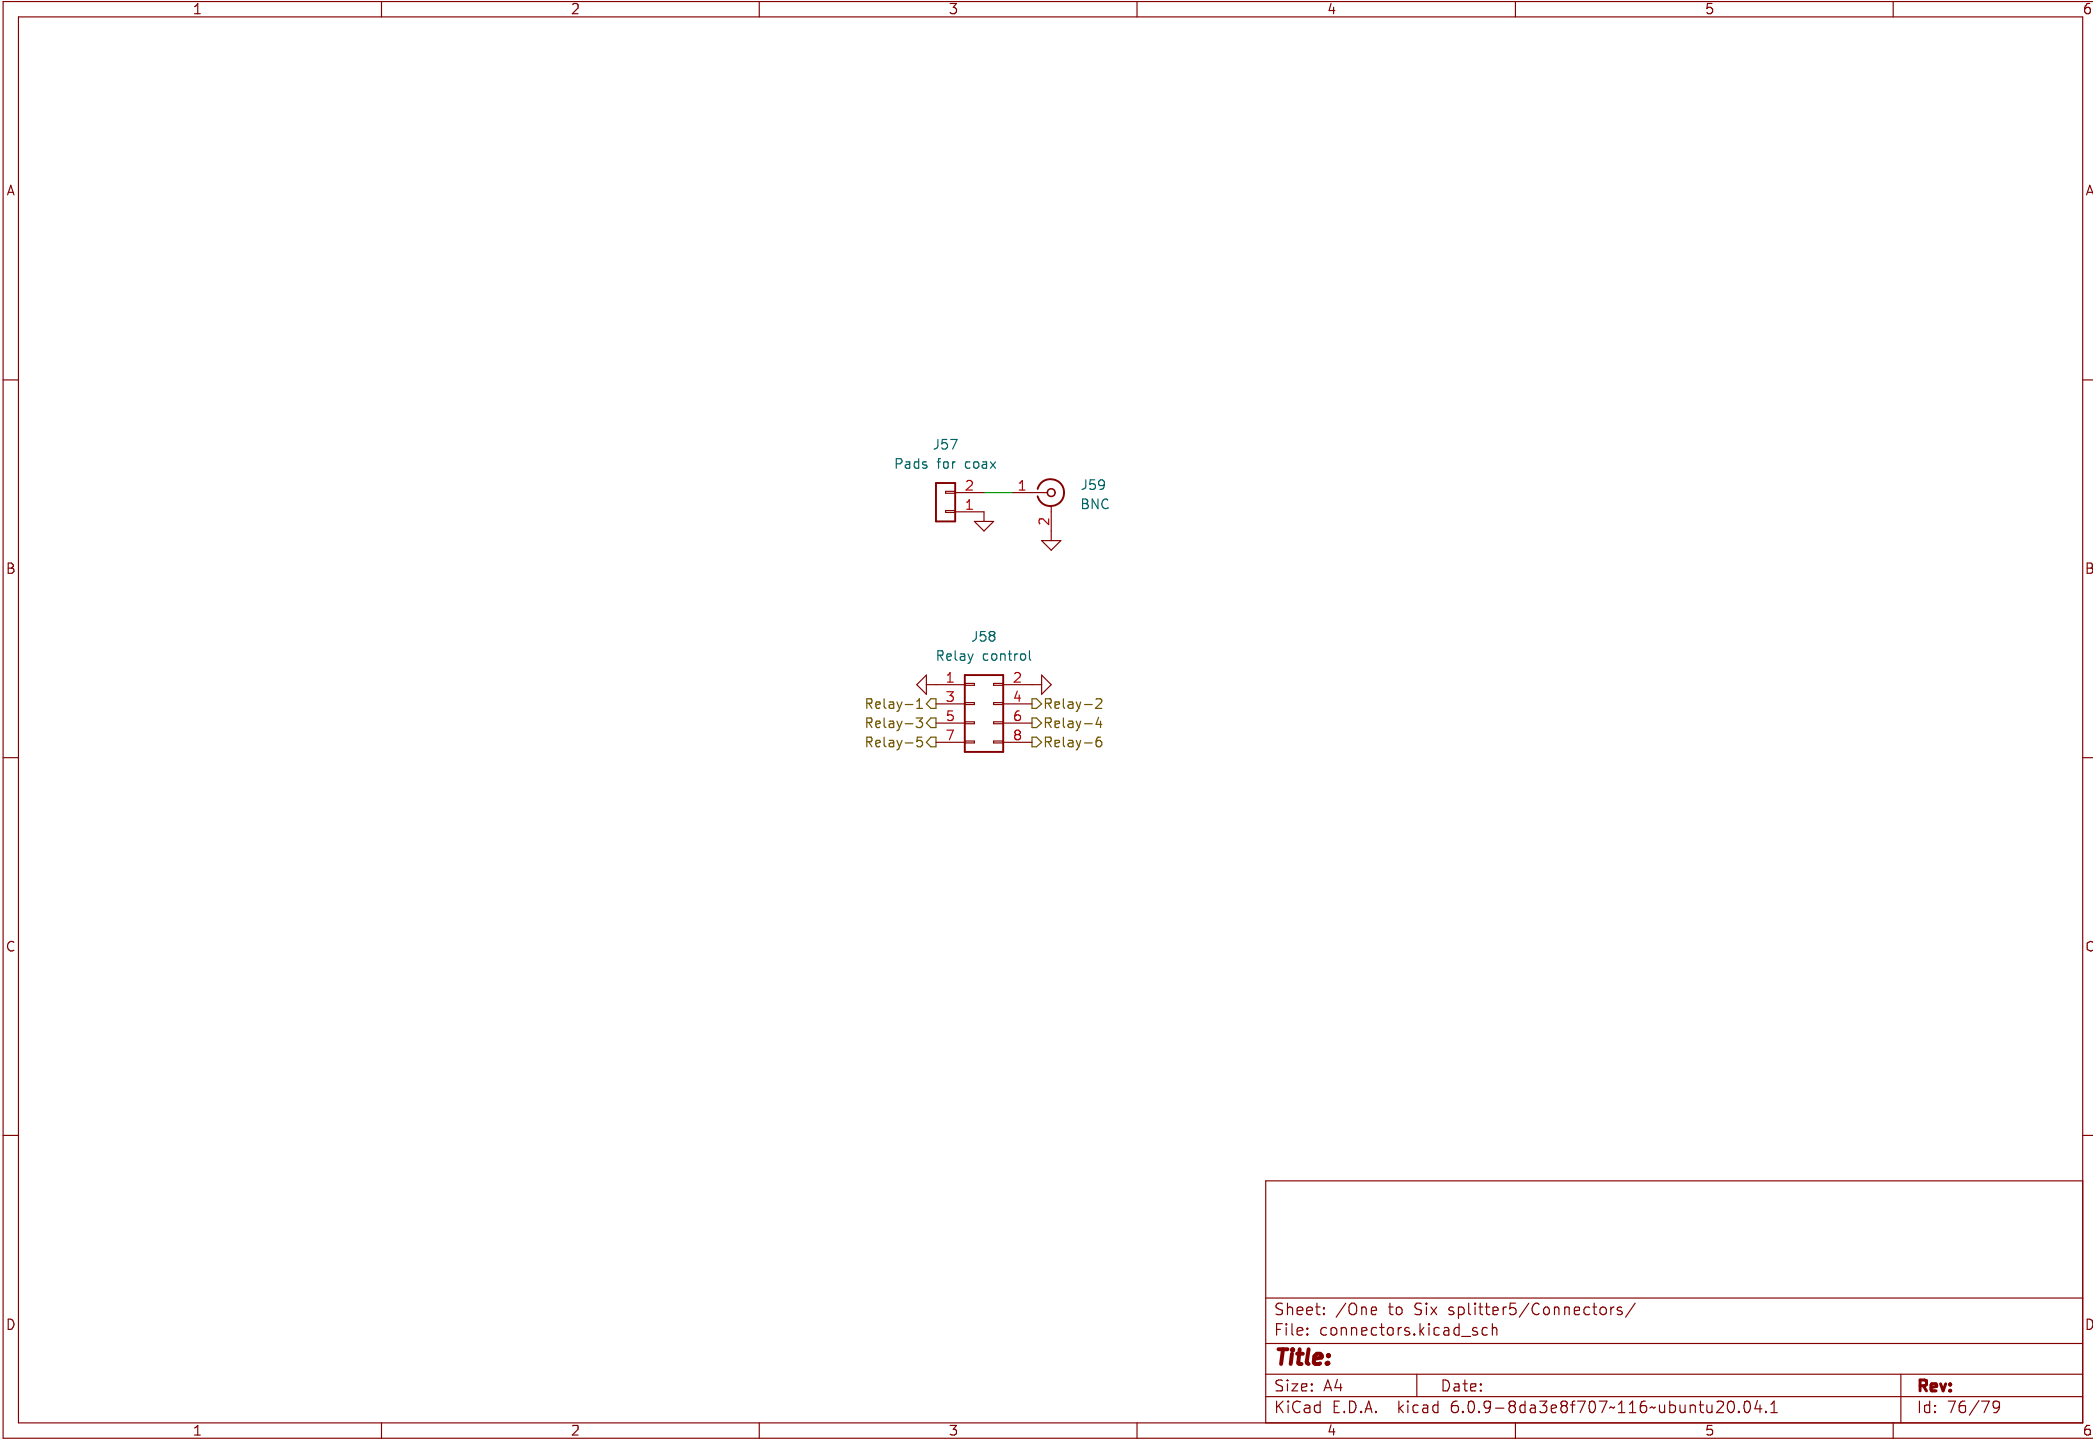 1 2 3 4 5 6
A A
J57
Pads for coax
2 1 J59
1 BNC
2
B B
J58
Relay control
1 2
Relay-1 3 4 Relay-2
Relay-3 5 6 Relay-4
Relay-5 7 8 Relay-6
C C
Sheet: /One to Six splitter5/Connectors/
D D
File: connectors.kicad_sch
Title:
Size: A4 Date: Rev:
KiCad E.D.A. kicad 6.0.9-8da3e8f707~116~ubuntu20.04.1 Id: 76/79
1 2 3 4 5 6